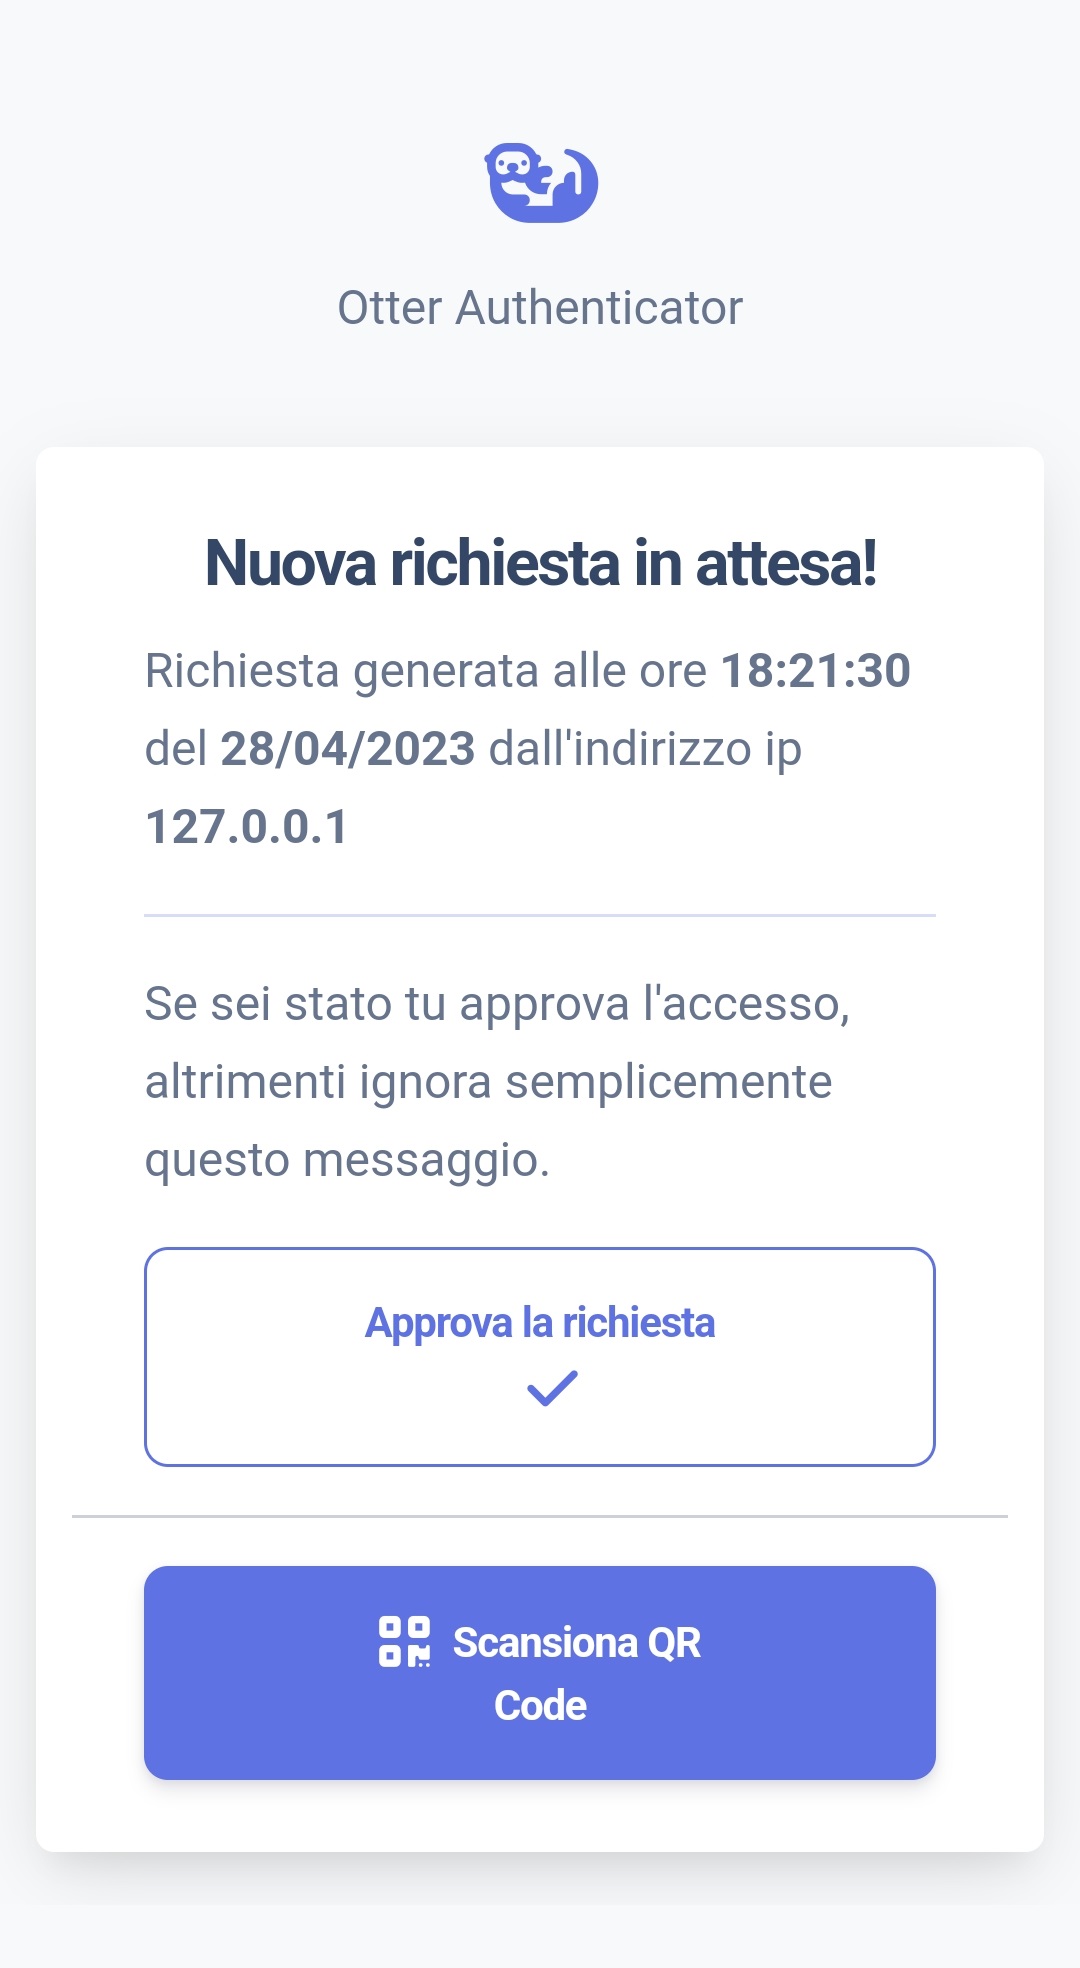 Otter Authenticator
Nuova richiesta in attesa!
Richiesta generata alle ore 18:21:30
del 28/04/2023 dall'indirizzo ip
127.0.0.1
Se sei stato tu approva l'accesso,
altrimenti ignora semplicemente
questo messaggio.
Approva la richiesta
Scansiona QR
Code